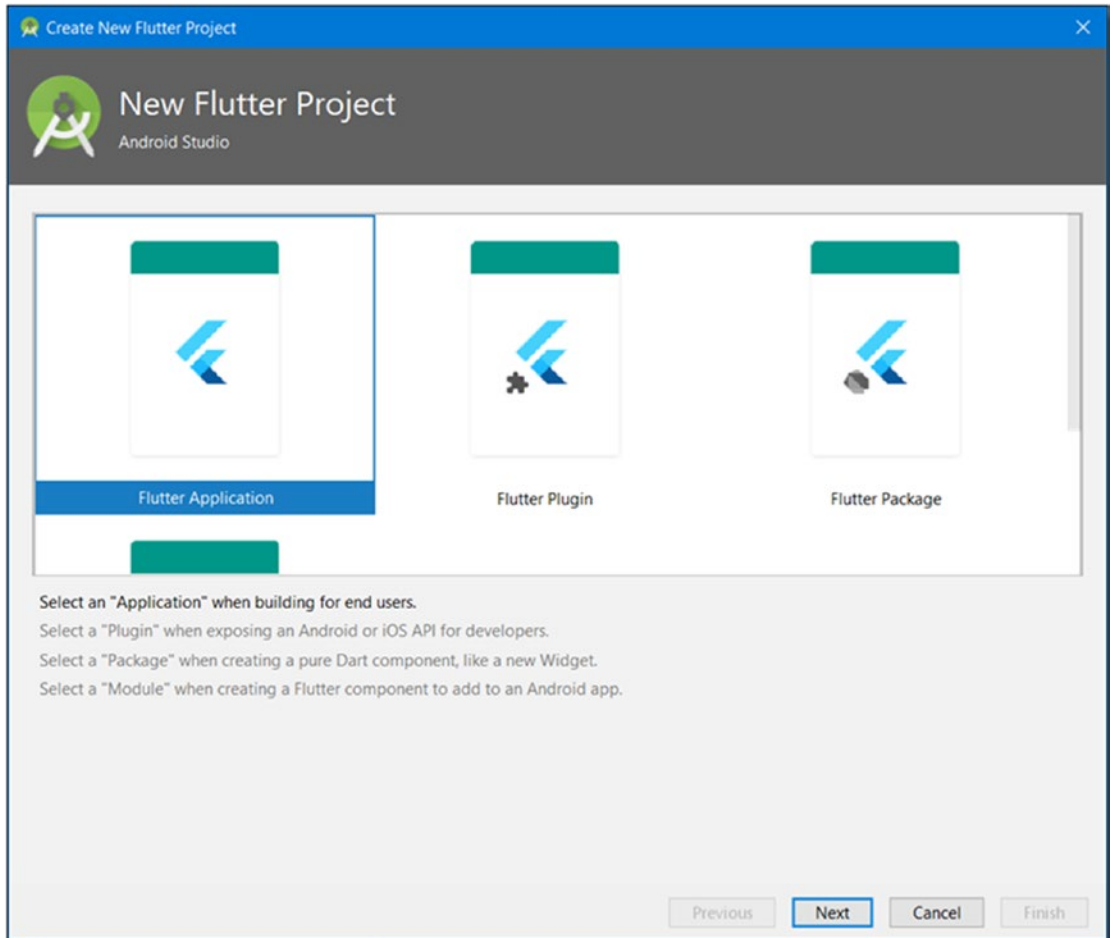 Create New Flutter Project
New Flutter Project
Android Studio
Flutter Application
Flutter Plugin
Flutter Package
Select an "Application" when building for end users.
Select a "Plugin" when exposing an Android or iOS API for developers.
Select a "Package" when creating a pure Dart component, like a new Widget.
Select a "Module" when creating a Flutter component to add to an Android app.
Previous
Next
Cancel
Finish